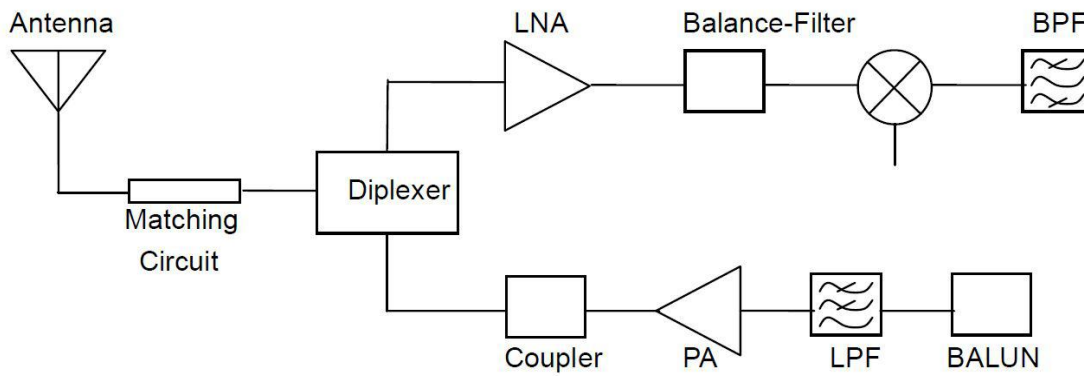 Antenna
LNA
Balance-Filter
BPF
Diplexer
Matching
Circuit
Coupler
PA
LPF
BALUN